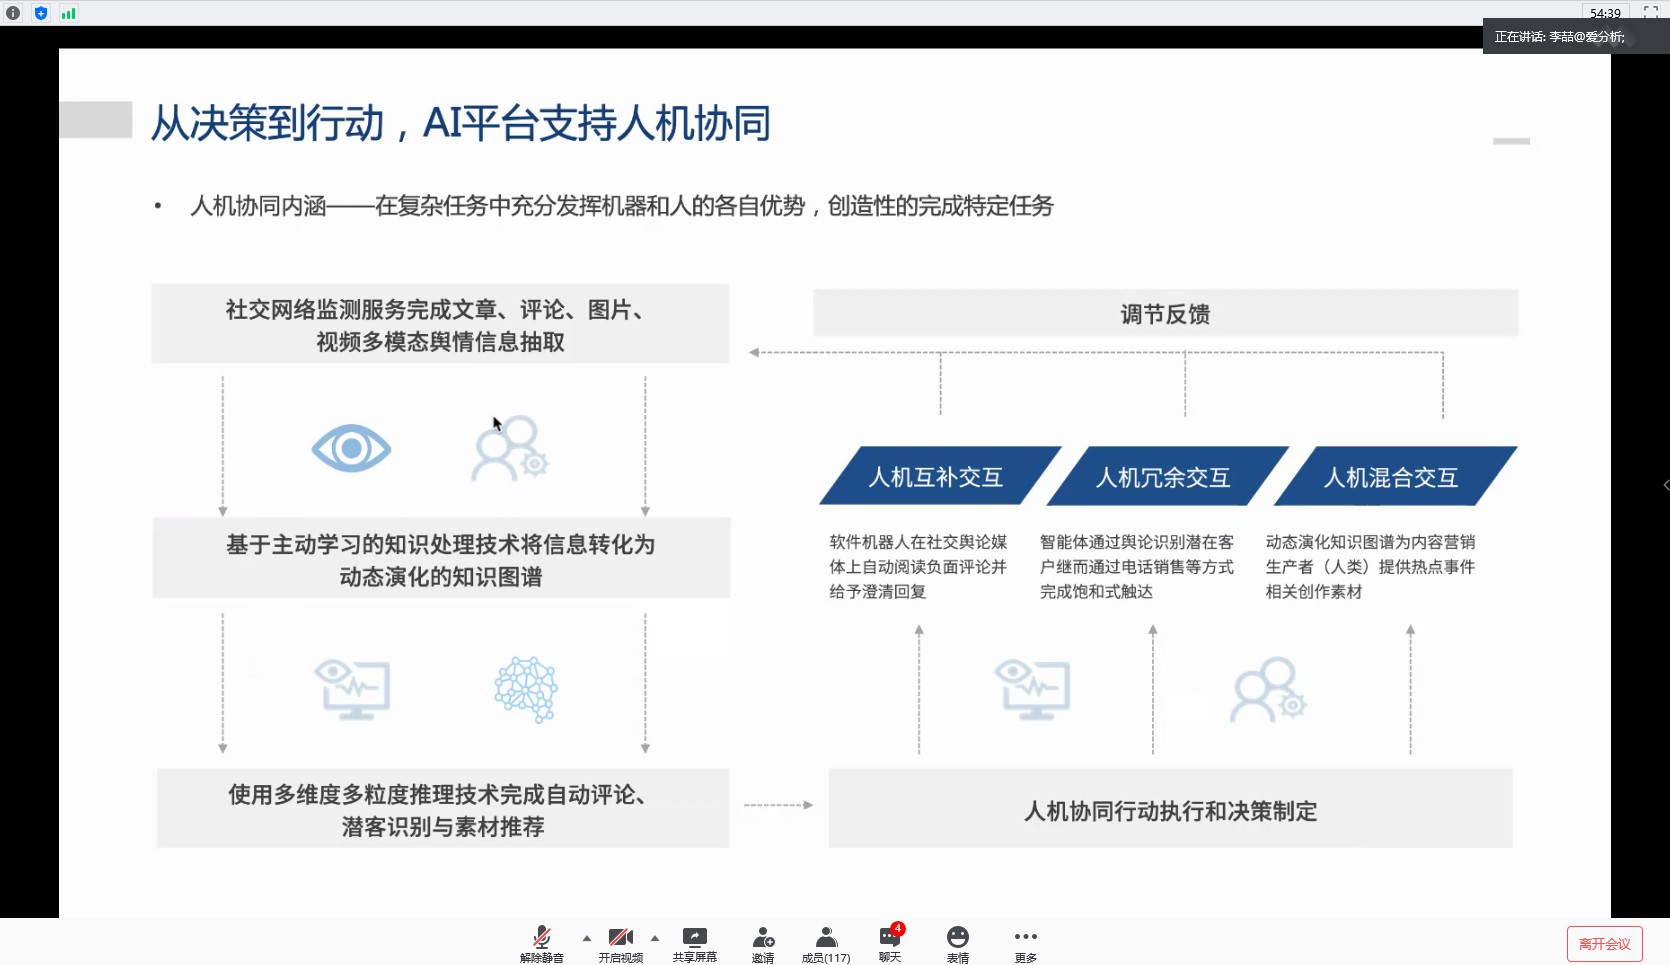 54:39
正在讲话: 李喆@爱分析;
从决策到行动，AI平台支持人机协同
• 人机协同内涵——在复杂任务中充分发挥机器和人的各自优势，创造性的完成特定任务
社交网络监测服务完成文章、评论、图片、
视频多模态舆情信息抽取
基于主动学习的知识处理技术将信息转化为
动态演化的知识图谱
使用多维度多粒度推理技术完成自动评论、
潜客识别与素材推荐
调节反馈
人机互补交互
人机冗余交互
人机混合交互
软件机器人在社交舆论媒
体上自动阅读负面评论并
给予澄清回复
智能体通过舆论识别潜在客
户继而通过电话销售等方式
完成饱和式触达
动态演化知识图谱为内容营销
生产者（人类）提供热点事件
相关创作素材
人机协同行动执行和决策制定
解除静音
开启视频
共享屏幕
邀请
成员(117)
4
聊天
表情
更多
离开会议